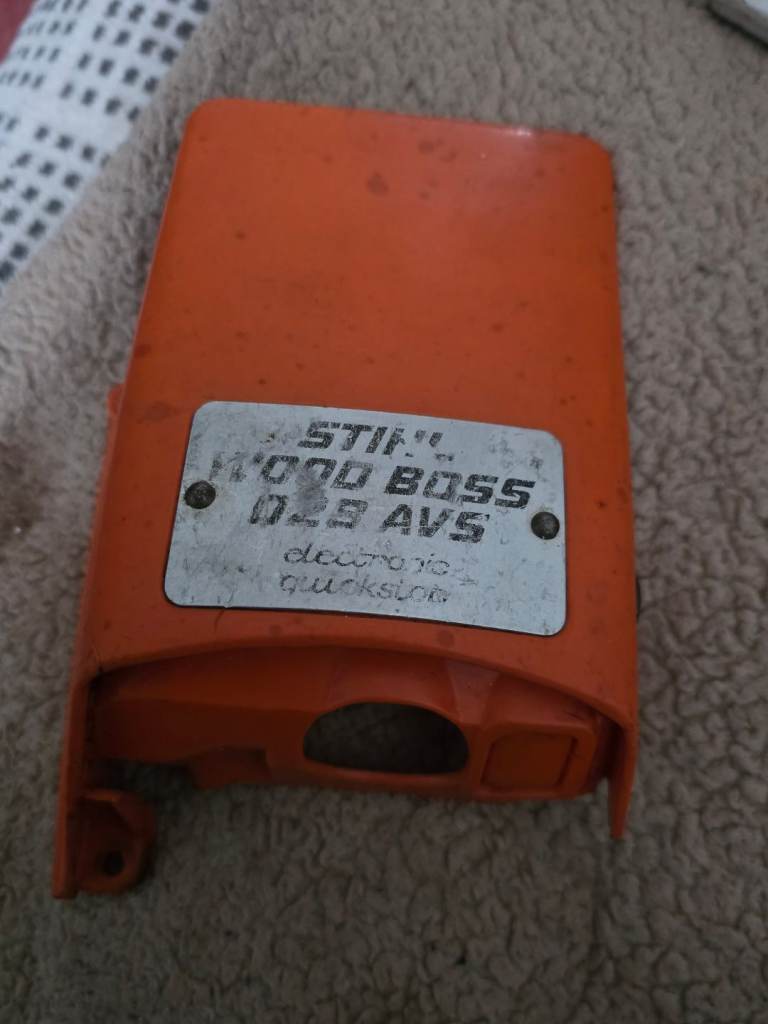 STIHL
WOOD BOSS
028 AVS
electronic
quickstop